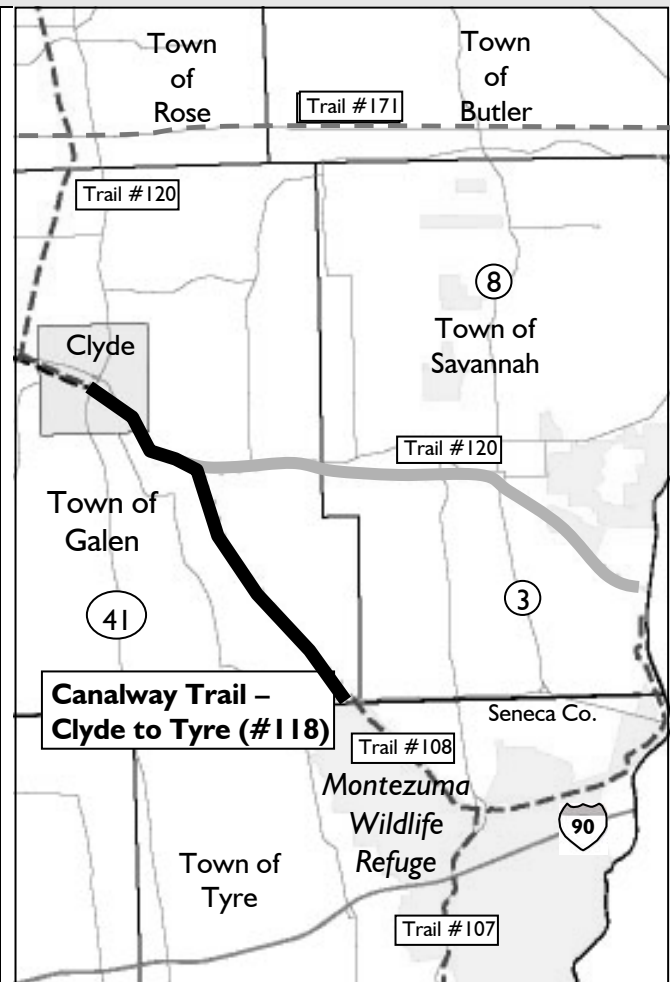 Town
of
Rose
Town
of
Butler
Trail #171
Trail #120
8
Clyde
Town of
Savannah
Trail #120
Town of
Galen
3
41
Canalway Trail –
Clyde to Tyre (#118)
Seneca Co.
Trail #108
Montezuma
Wildlife
Refuge
90
Town of
Tyre
Trail #107